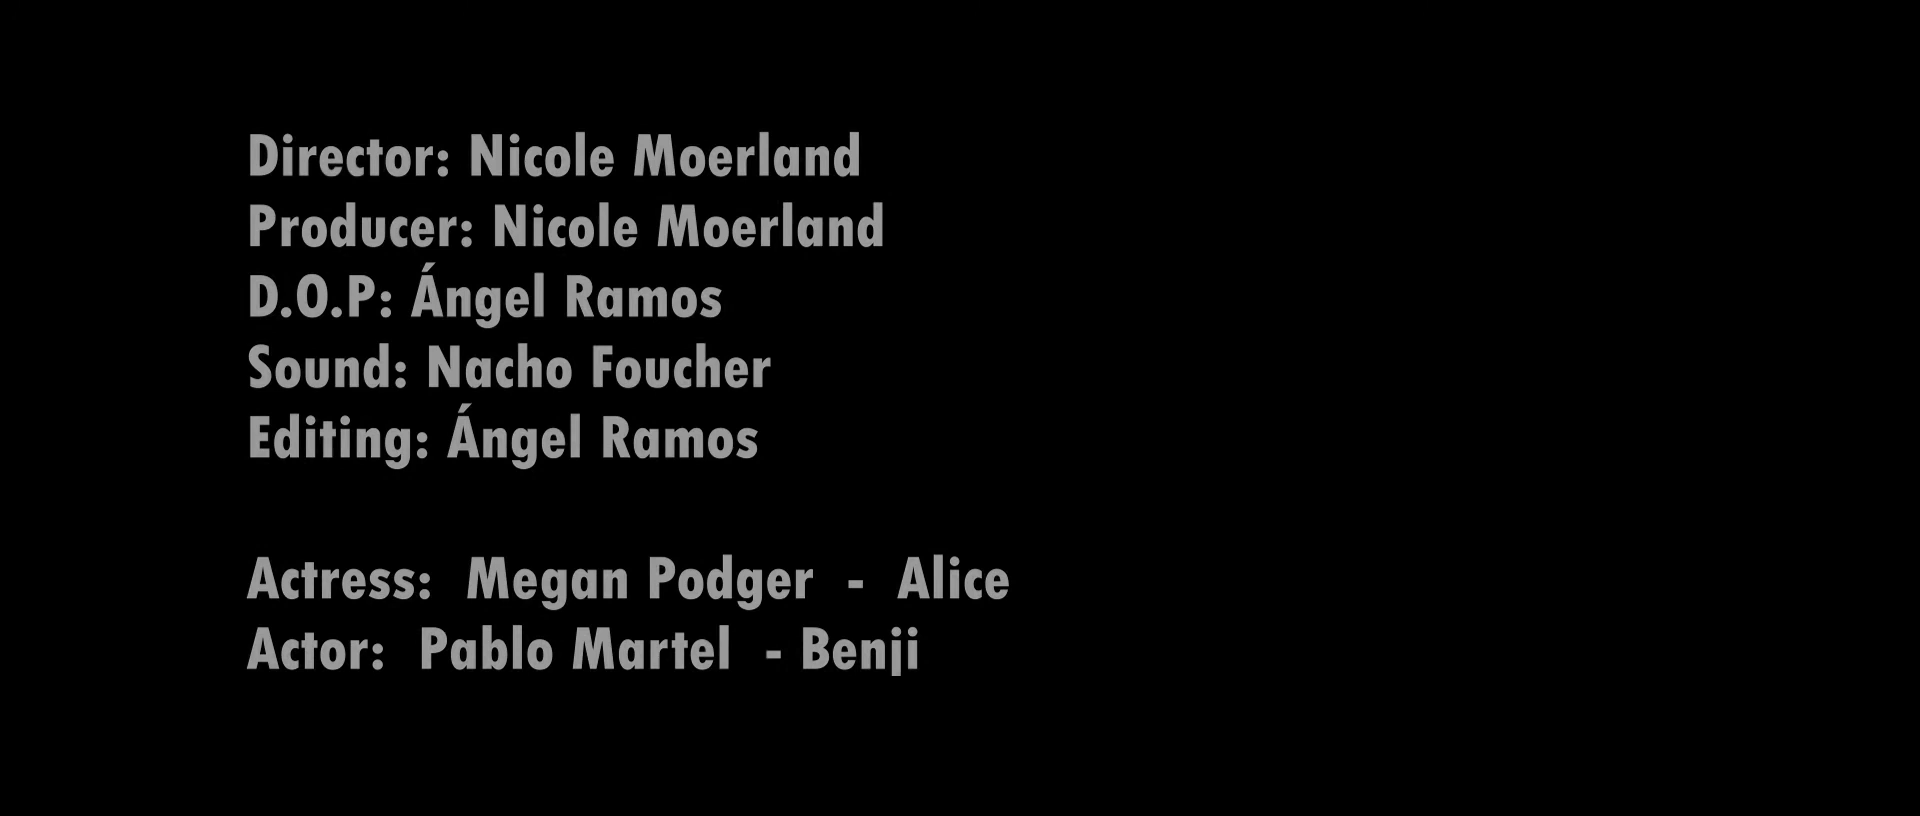 Director: Nicole Moerland
Producer: Nicole Moerland
D.O.P: Ángel Ramos
Sound: Nacho Foucher
Editing: Ángel Ramos
Actress:  Megan Podger  -  Alice
Actor:  Pablo Martel  - Benji